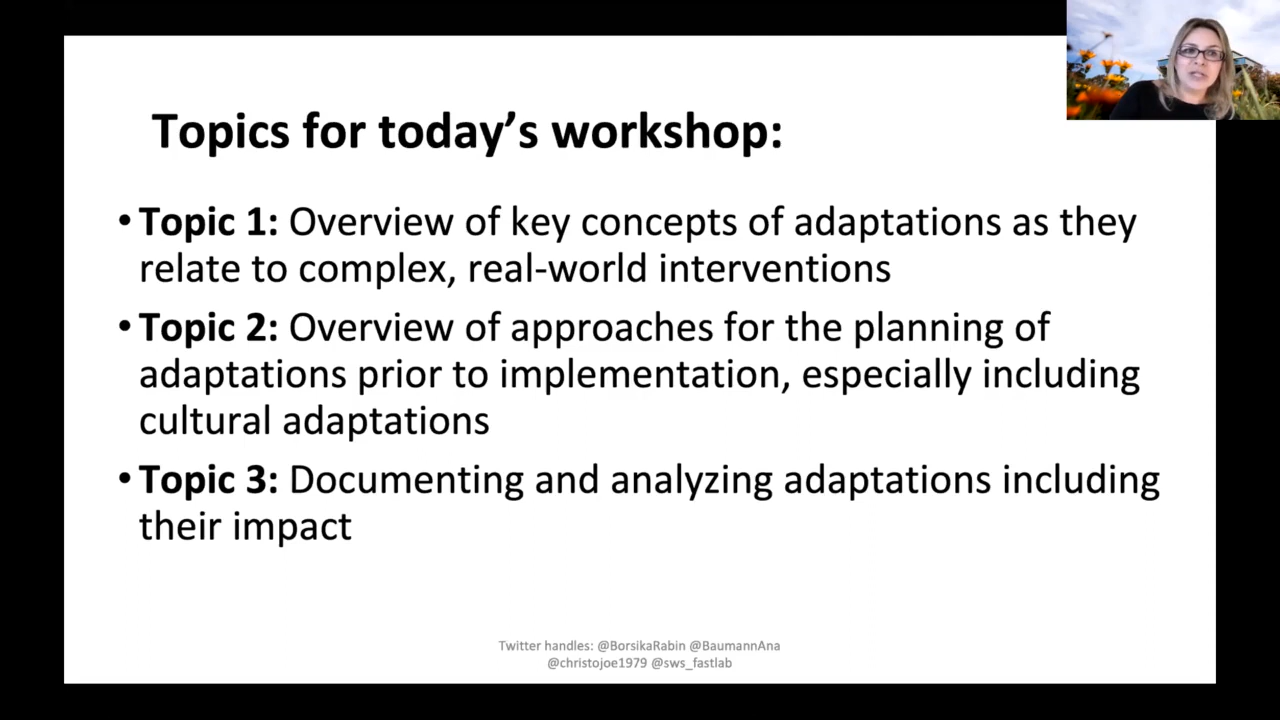 Topics for today’s workshop:
• Topic 1: Overview of key concepts of adaptations as they
relate to complex, real-world interventions
• Topic 2: Overview of approaches for the planning of
adaptations prior to implementation, especially including
cultural adaptations
• Topic 3: Documenting and analyzing adaptations including
their impact
Twitter handles: @BorsikaRabin @BaumannAna
@christojoe1979 @sws_fastlab